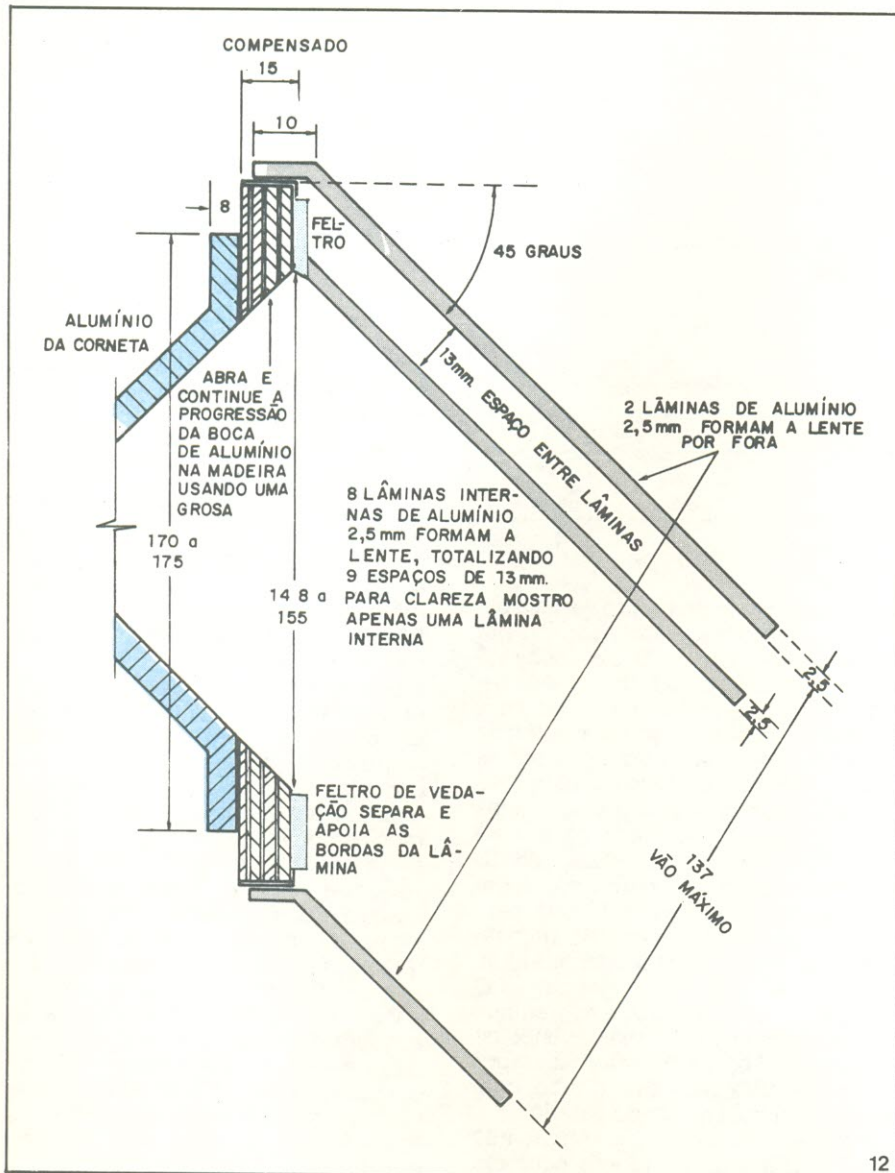 COMPENSADO
15
10
8
FEL-
TRO
45 GRAUS
ALUMÍNIO
DA CORNETA
ABRA E
CONTINUE A
PROGRESSÃO
DA BOCA
DE ALUMÍNIO
NA MADEIRA
USANDO UMA
GROSA
13mm. ESPAÇO ENTRE LÂMINAS
2 LÂMINAS DE ALUMÍNIO
2,5mm FORMAM A LENTE
POR FORA
8 LÂMINAS INTER-
NAS DE ALUMÍNIO
2,5mm FORMAM A
LENTE, TOTALIZANDO
9 ESPAÇOS DE 13mm.
PARA CLAREZA MOSTRO
APENAS UMA LÂMINA
INTERNA
170 a
175
148 a
155
2,5
2,5
FELTRO DE VEDA-
ÇÃO SEPARA E
APOIA AS
BORDAS DA LÂ-
MINA
137
VÃO MÁXIMO
12